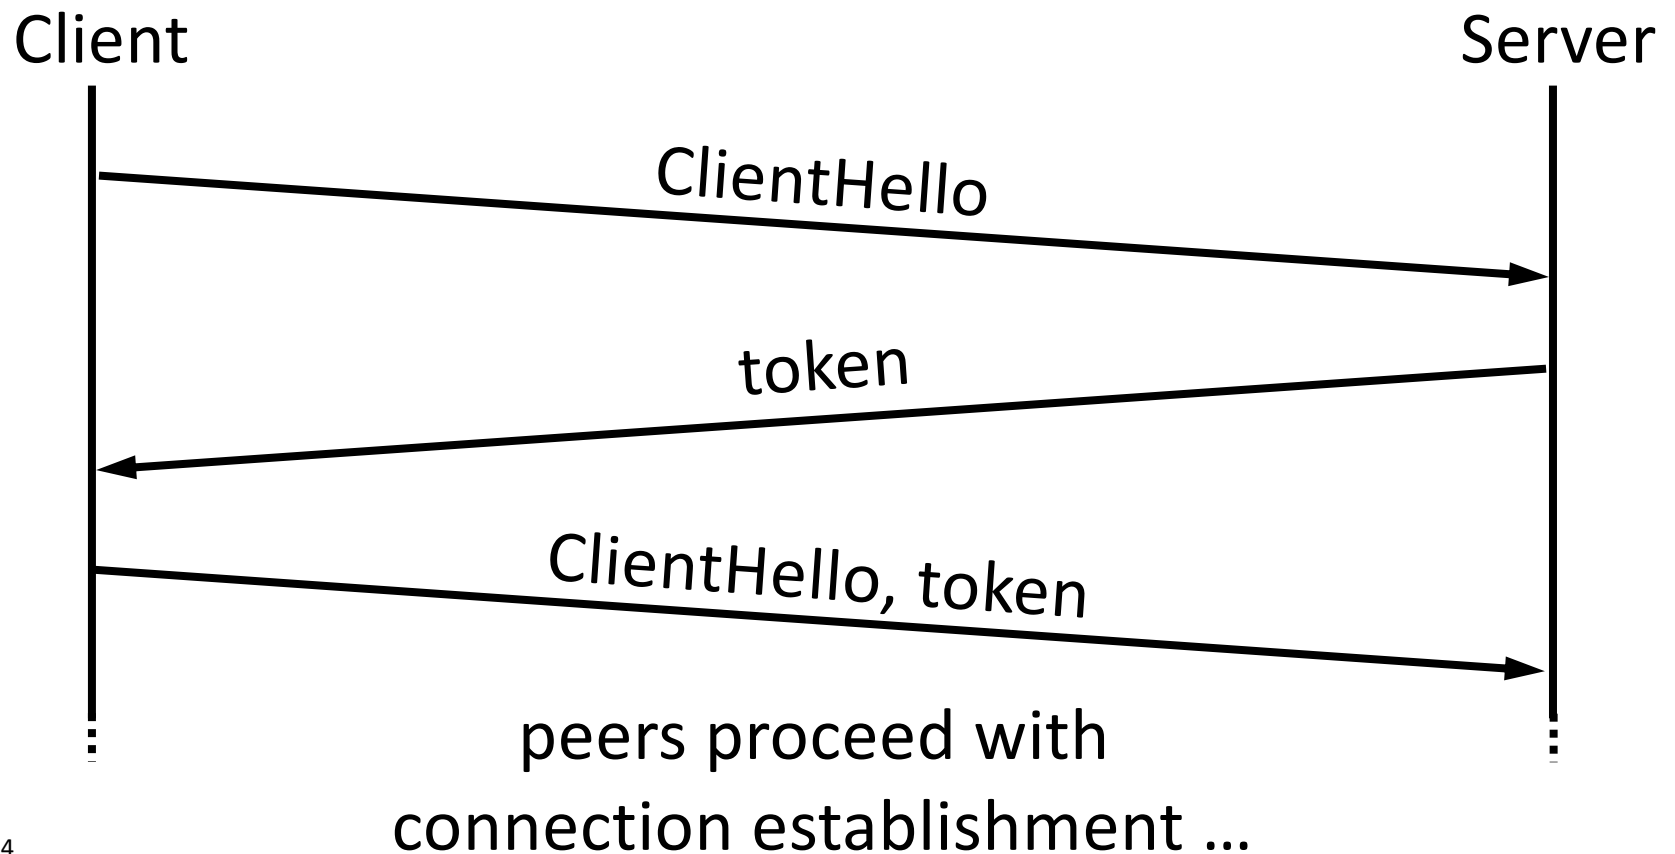 Client
Server
ClientHello
token
ClientHello, token
peers proceed with
connection establishment ...
4